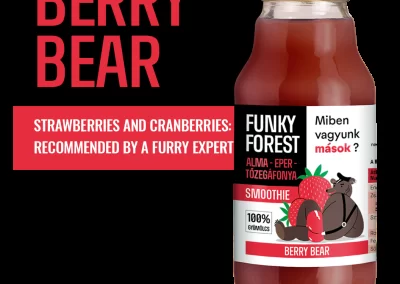 BERRY
BEAR
STRAWBERRIES AND CRANBERRIES:
RECOMMENDED BY A FURRY EXPERT
FUNKY
FOREST
ALMA - EPER -
TŐZEGÁFONYA
SMOOTHIE
100%
GYÜMÖLCS
BERRY BEAR
Miben
vagyunk
mások ?